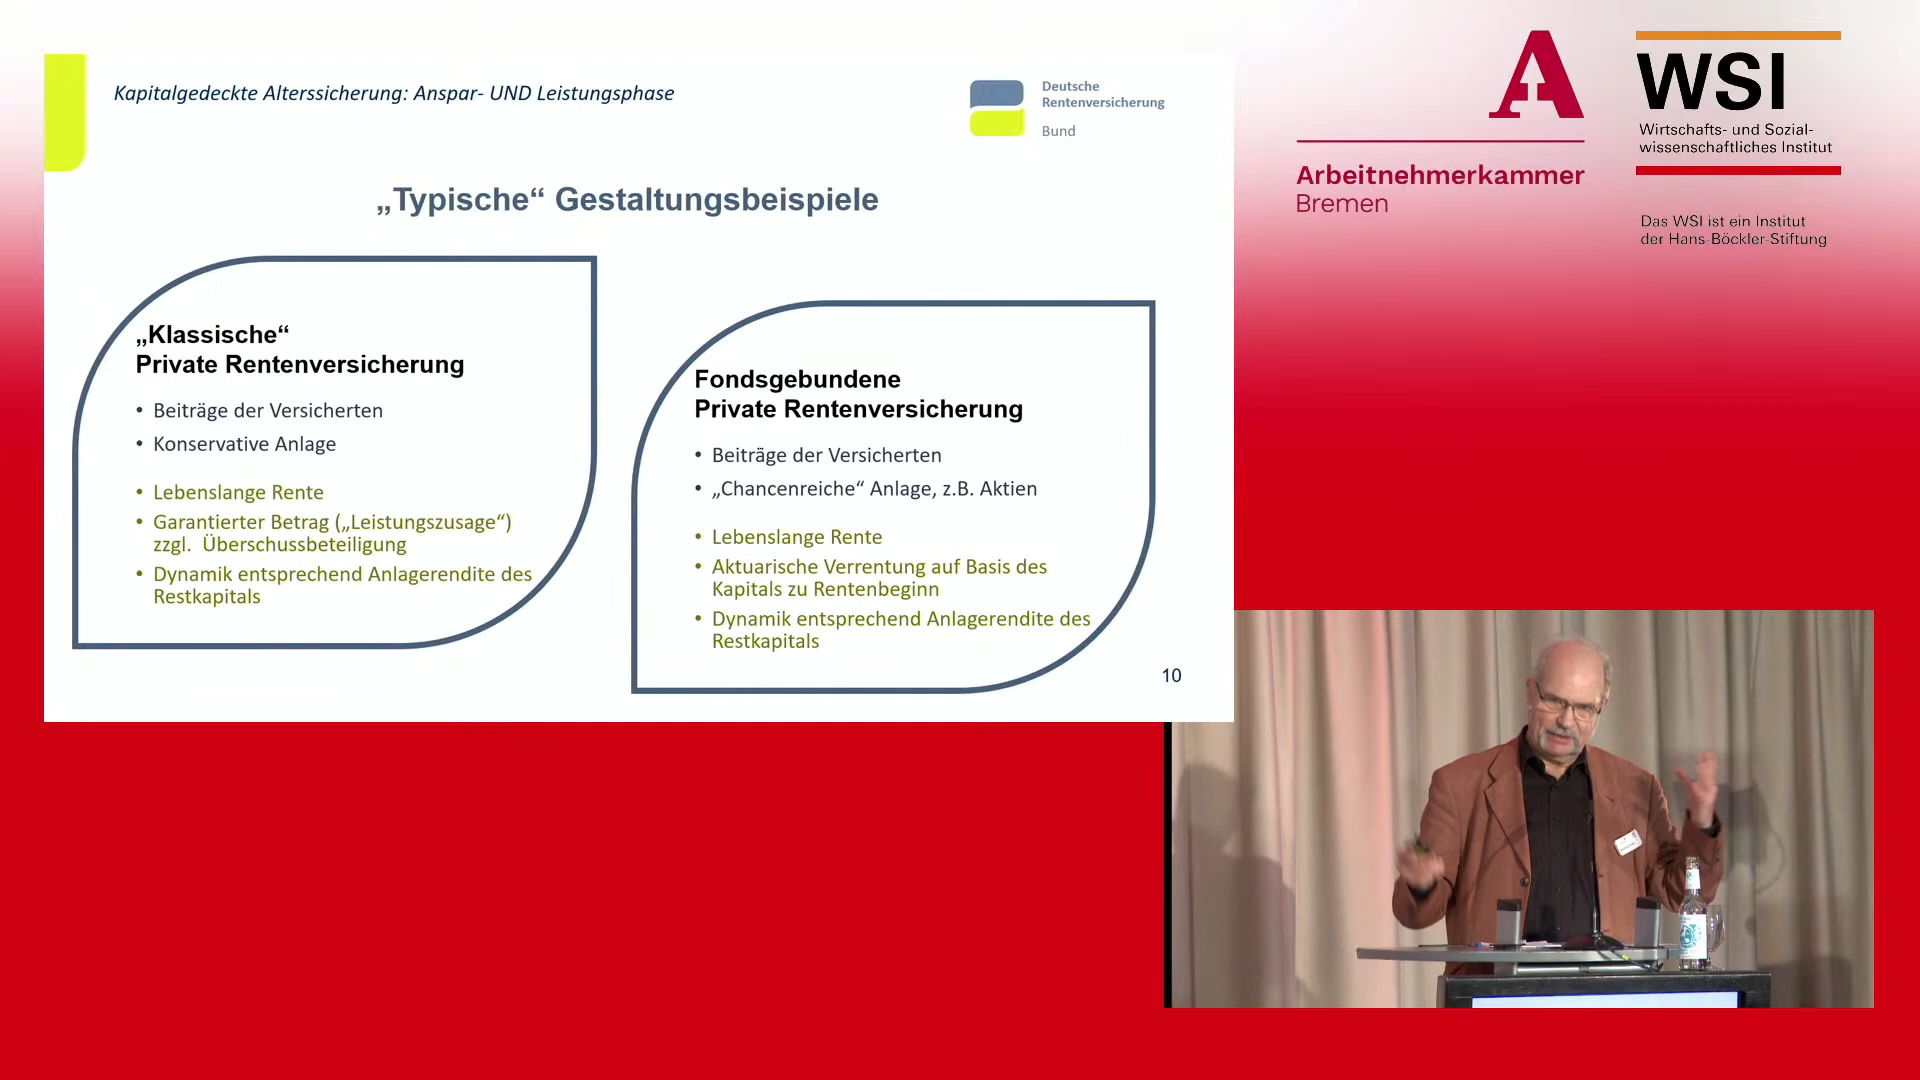 Kapitalgedeckte Alterssicherung: Anspar- UND Leistungsphase
Deutsche
Rentenversicherung
Bund
„Typische“ Gestaltungsbeispiele
„Klassische“
Private Rentenversicherung
• Beiträge der Versicherten
• Konservative Anlage
• Lebenslange Rente
• Garantierter Betrag („Leistungszusage“)
zzgl. Überschussbeteiligung
• Dynamik entsprechend Anlagerendite des
Restkapitals
Fondsgebundene
Private Rentenversicherung
• Beiträge der Versicherten
• „Chancenreiche“ Anlage, z.B. Aktien
• Lebenslange Rente
• Aktuarische Verrentung auf Basis des
Kapitals zu Rentenbeginn
• Dynamik entsprechend Anlagerendite des
Restkapitals
10
A
Arbeitnehmerkammer
Bremen
WSI
Wirtschafts- und Sozial-
wissenschaftliches Institut
Das WSI ist ein Institut
der Hans-Böckler-Stiftung